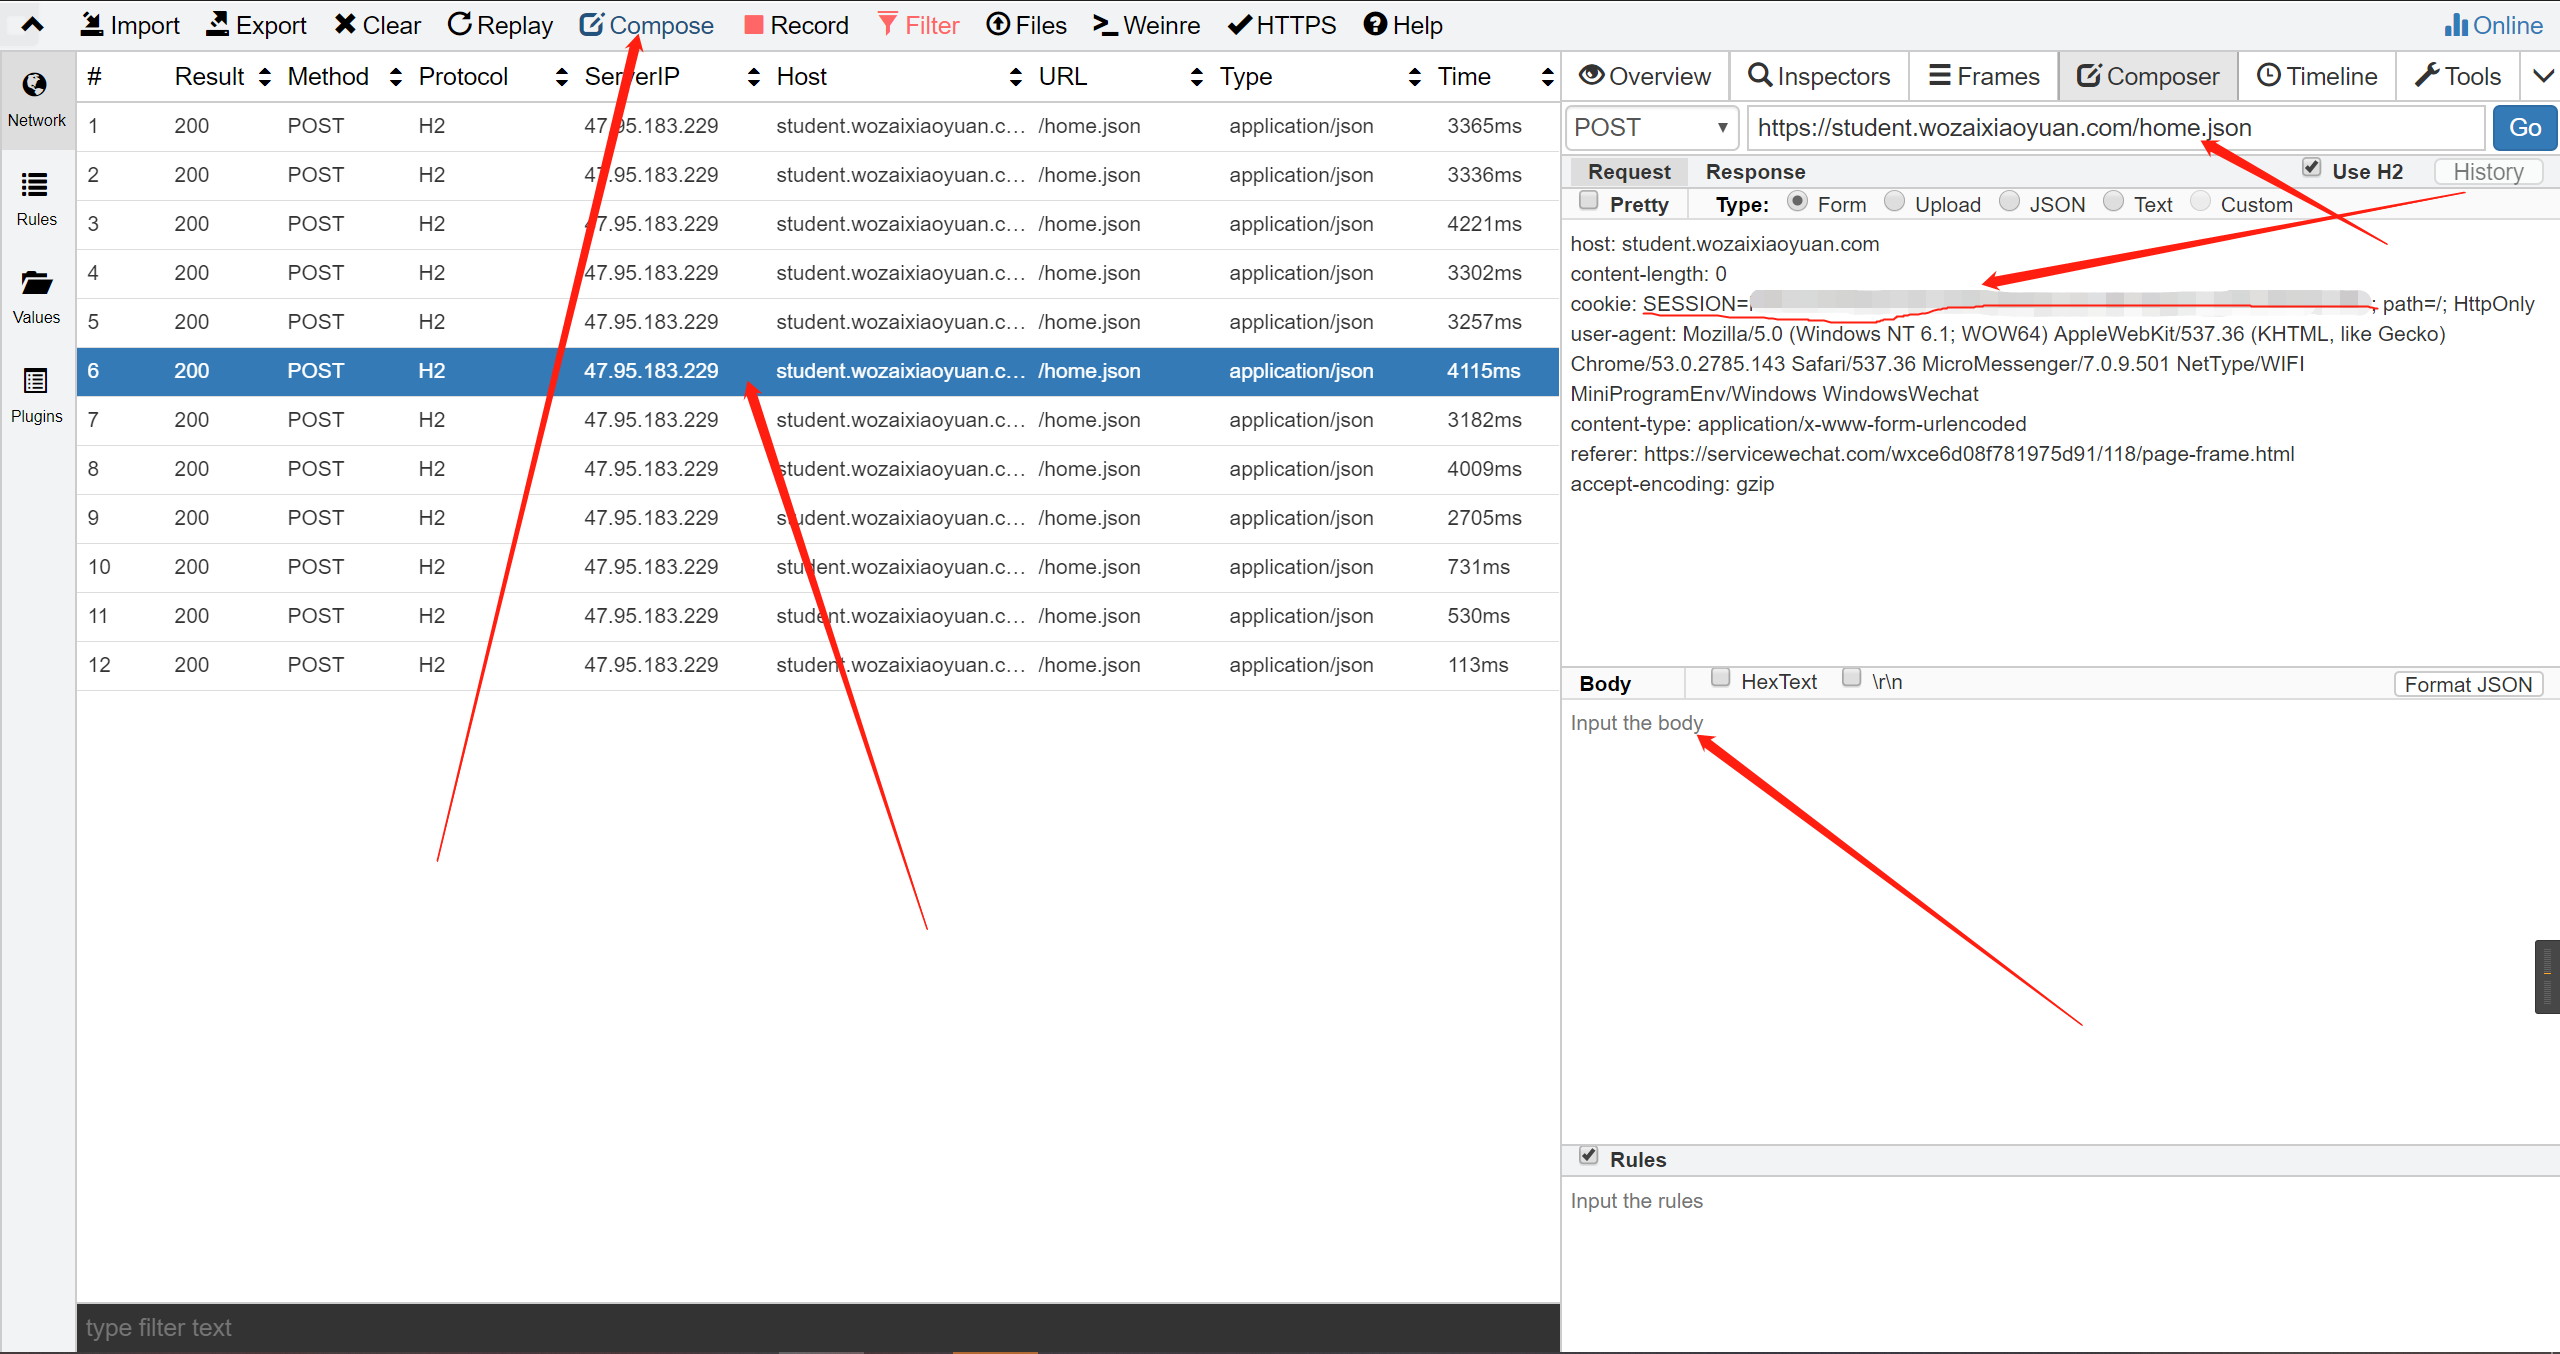 Import Export Clear Replay Compose Record Filter Files Weinre HTTPS Help Online
Network
Rules
Values
Plugins
# Result Method Protocol ServerIP Host URL Type Time
1 200 POST H2 47.95.183.229 student.wozaixiaoyuan.c... /home.json application/json 3365ms
2 200 POST H2 47.95.183.229 student.wozaixiaoyuan.c... /home.json application/json 3336ms
3 200 POST H2 47.95.183.229 student.wozaixiaoyuan.c... /home.json application/json 4221ms
4 200 POST H2 47.95.183.229 student.wozaixiaoyuan.c... /home.json application/json 3302ms
5 200 POST H2 47.95.183.229 student.wozaixiaoyuan.c... /home.json application/json 3257ms
6 200 POST H2 47.95.183.229 student.wozaixiaoyuan.c... /home.json application/json 4115ms
7 200 POST H2 47.95.183.229 student.wozaixiaoyuan.c... /home.json application/json 3182ms
8 200 POST H2 47.95.183.229 student.wozaixiaoyuan.c... /home.json application/json 4009ms
9 200 POST H2 47.95.183.229 student.wozaixiaoyuan.c... /home.json application/json 2705ms
10 200 POST H2 47.95.183.229 student.wozaixiaoyuan.c... /home.json application/json 731ms
11 200 POST H2 47.95.183.229 student.wozaixiaoyuan.c... /home.json application/json 530ms
12 200 POST H2 47.95.183.229 student.wozaixiaoyuan.c... /home.json application/json 113ms
type filter text
Overview Inspectors Frames Composer Timeline Tools
POST https://student.wozaixiaoyuan.com/home.json Go
Request Response Use H2 History
Pretty Type: Form Upload JSON Text Custom
host: student.wozaixiaoyuan.com
content-length: 0
cookie: SESSION= ; path=/; HttpOnly
user-agent: Mozilla/5.0 (Windows NT 6.1; WOW64) AppleWebKit/537.36 (KHTML, like Gecko)
Chrome/53.0.2785.143 Safari/537.36 MicroMessenger/7.0.9.501 NetType/WIFI
MiniProgramEnv/Windows WindowsWechat
content-type: application/x-www-form-urlencoded
referer: https://servicewechat.com/wxce6d08f781975d91/118/page-frame.html
accept-encoding: gzip
Body HexText \r\n Format JSON
Input the body
Rules
Input the rules